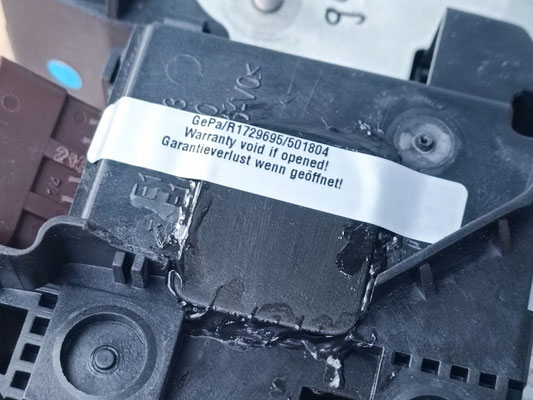 GePa/R1729695/501804
Warranty void if opened!
Garantieverlust wenn geöffnet!